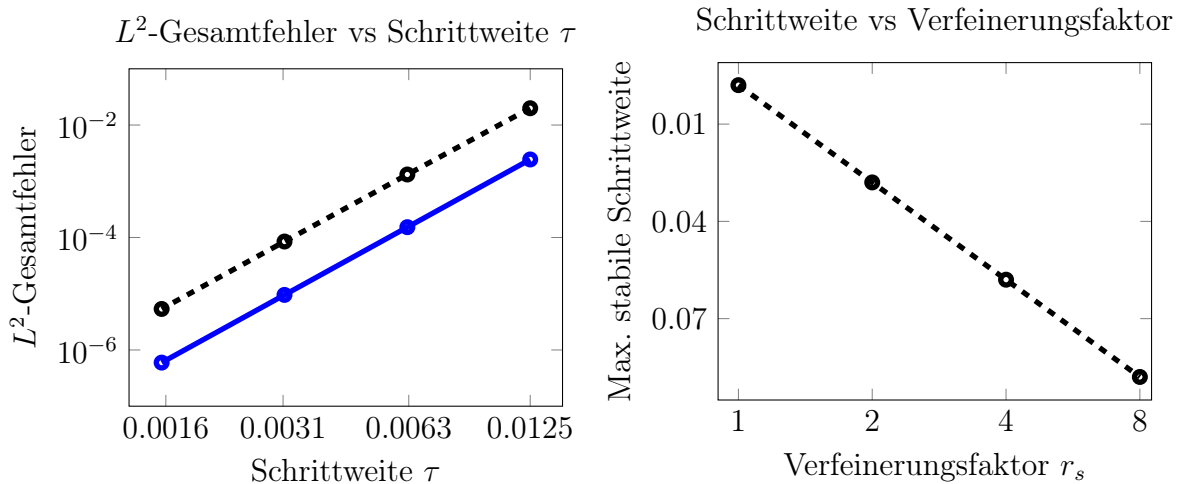 L²-Gesamtfehler vs Schrittweite τ
L²-Gesamtfehler
10⁻²
10⁻⁴
10⁻⁶
0.0016 0.0031 0.0063 0.0125
Schrittweite τ
Schrittweite vs Verfeinerungsfaktor
Max. stabile Schrittweite
0.01
0.04
0.07
1 2 4 8
Verfeinerungsfaktor rₛ